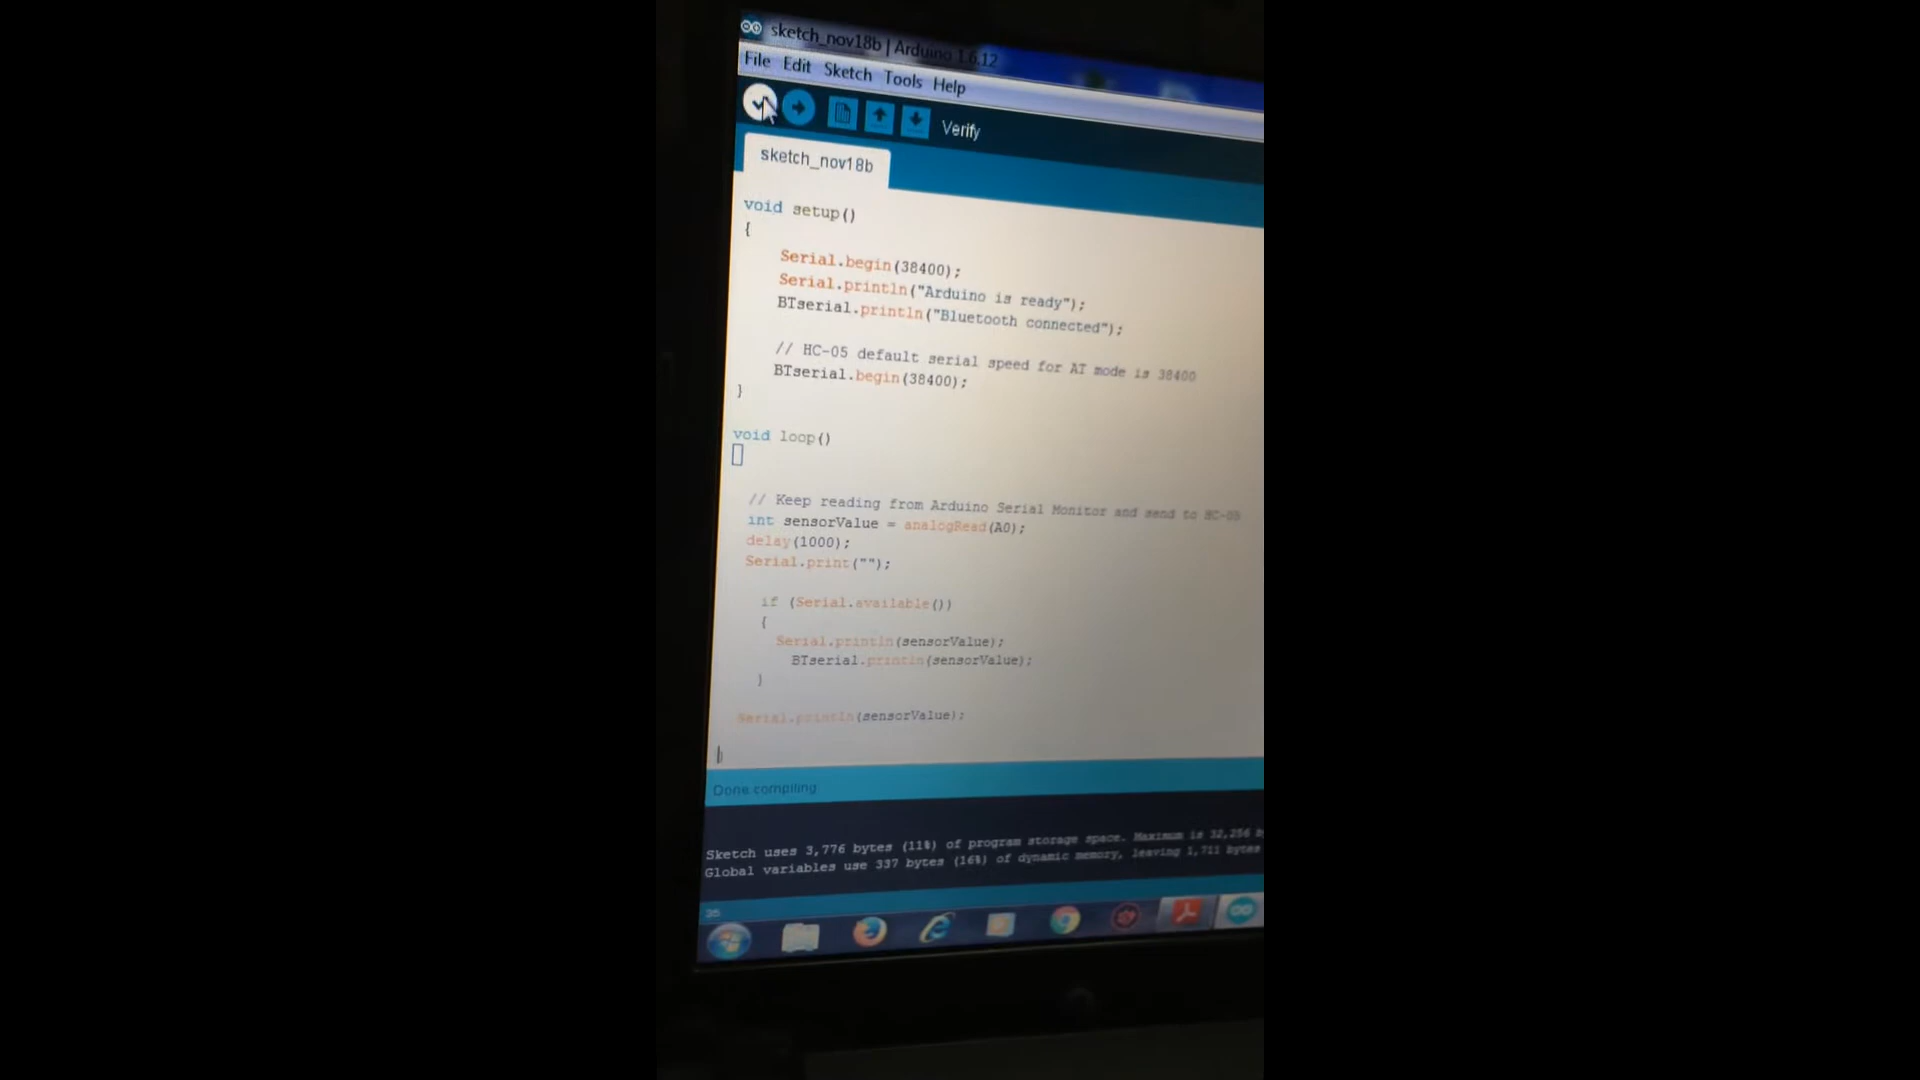 sketch_nov18b | Arduino 1.6.12
File Edit Sketch Tools Help
Verify
sketch_nov18b
void setup()
{
Serial.begin(38400);
Serial.println("Arduino is ready");
BTserial.println("Bluetooth connected");
// HC-05 default serial speed for AT mode is 38400
BTserial.begin(38400);
}
void loop()
// Keep reading from Arduino Serial Monitor and send to HC-05
int sensorValue = analogRead(A0);
delay(1000);
Serial.print("");
if (Serial.available())
{
Serial.println(sensorValue);
BTserial.println(sensorValue);
}
Serial.println(sensorValue);
Done compiling
Sketch uses 3,776 bytes (11%) of program storage space. Maximum is 32,256 b
Global variables use 337 bytes (16%) of dynamic memory, leaving 1,711 bytes